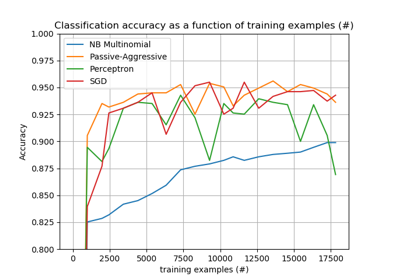 Classification accuracy as a function of training examples (#)
1.000
0.975
0.950
0.925
0.900
0.875
0.850
0.825
0.800
Accuracy
NB Multinomial
Passive-Aggressive
Perceptron
SGD
0 2500 5000 7500 10000 12500 15000 17500
training examples (#)